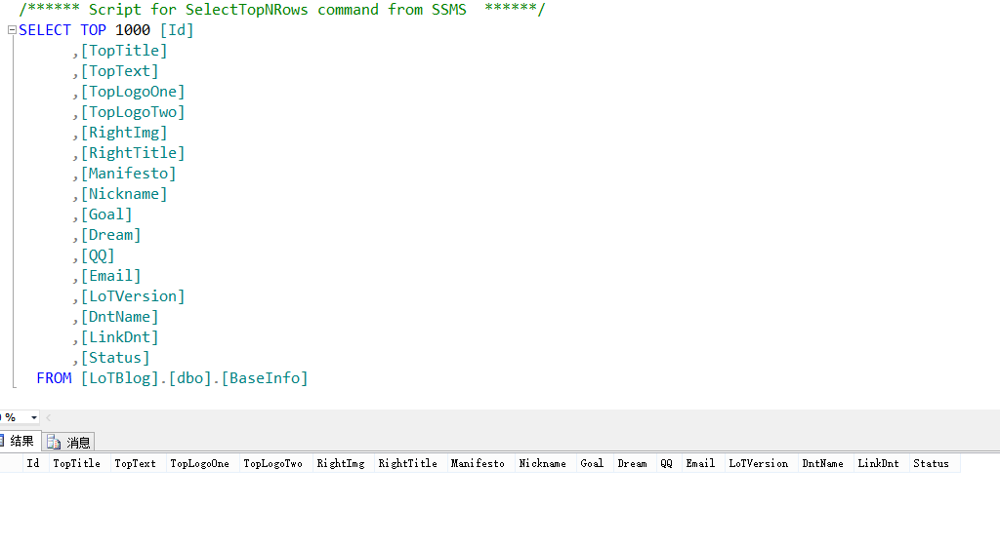 /****** Script for SelectTopNRows command from SSMS  ******/
SELECT TOP 1000 [Id]
      ,[TopTitle]
      ,[TopText]
      ,[TopLogoOne]
      ,[TopLogoTwo]
      ,[RightImg]
      ,[RightTitle]
      ,[Manifesto]
      ,[Nickname]
      ,[Goal]
      ,[Dream]
      ,[QQ]
      ,[Email]
      ,[LoTVersion]
      ,[DntName]
      ,[LinkDnt]
      ,[Status]
  FROM [LoTBlog].[dbo].[BaseInfo]
%
结果 消息
Id TopTitle TopText TopLogoOne TopLogoTwo RightImg RightTitle Manifesto Nickname Goal Dream QQ Email LoTVersion DntName LinkDnt Status